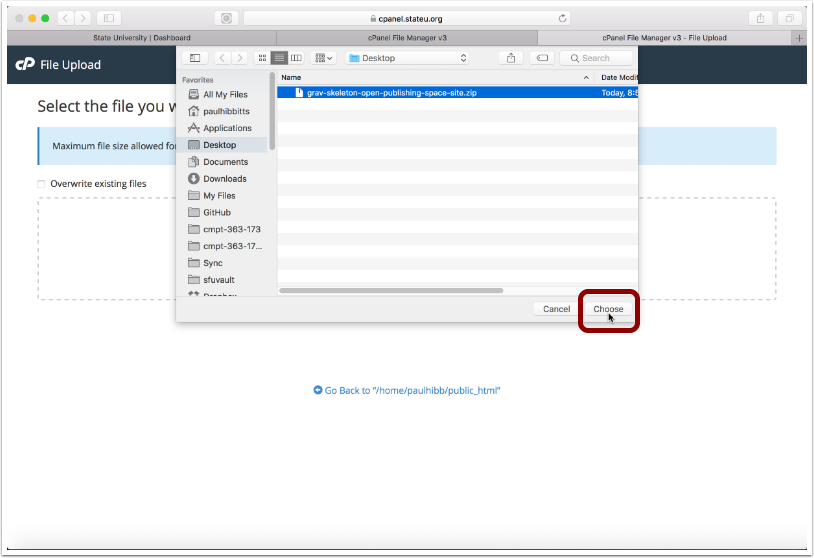 cpanel.stateu.org
State University | Dashboard
cPanel File Manager v3
cPanel File Manager v3 - File Upload
cP File Upload
Desktop
Search
Select the file you w
Maximum file size allowed for
Overwrite existing files
Favorites
All My Files
paulhibbitts
Applications
Desktop
Documents
Downloads
My Files
GitHub
cmpt-363-173
cmpt-363-17...
Sync
sfuvault
Dropbox
Name
Date Modif
grav-skeleton-open-publishing-space-site.zip
Today, 8:5
Cancel
Choose
Go Back to "/home/paulhibb/public_html"